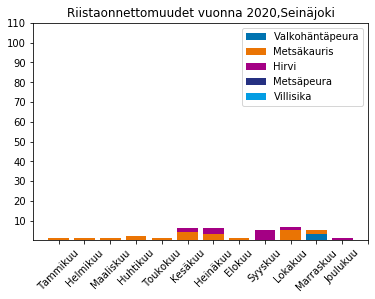 Riistaonnettomuudet vuonna 2020,Seinäjoki
110
100
90
80
70
60
50
40
30
20
10
Valkohäntäpeura
Metsäkauris
Hirvi
Metsäpeura
Villisika
Tammikuu
Helmikuu
Maaliskuu
Huhtikuu
Toukokuu
Kesäkuu
Heinäkuu
Elokuu
Syyskuu
Lokakuu
Marraskuu
Joulukuu